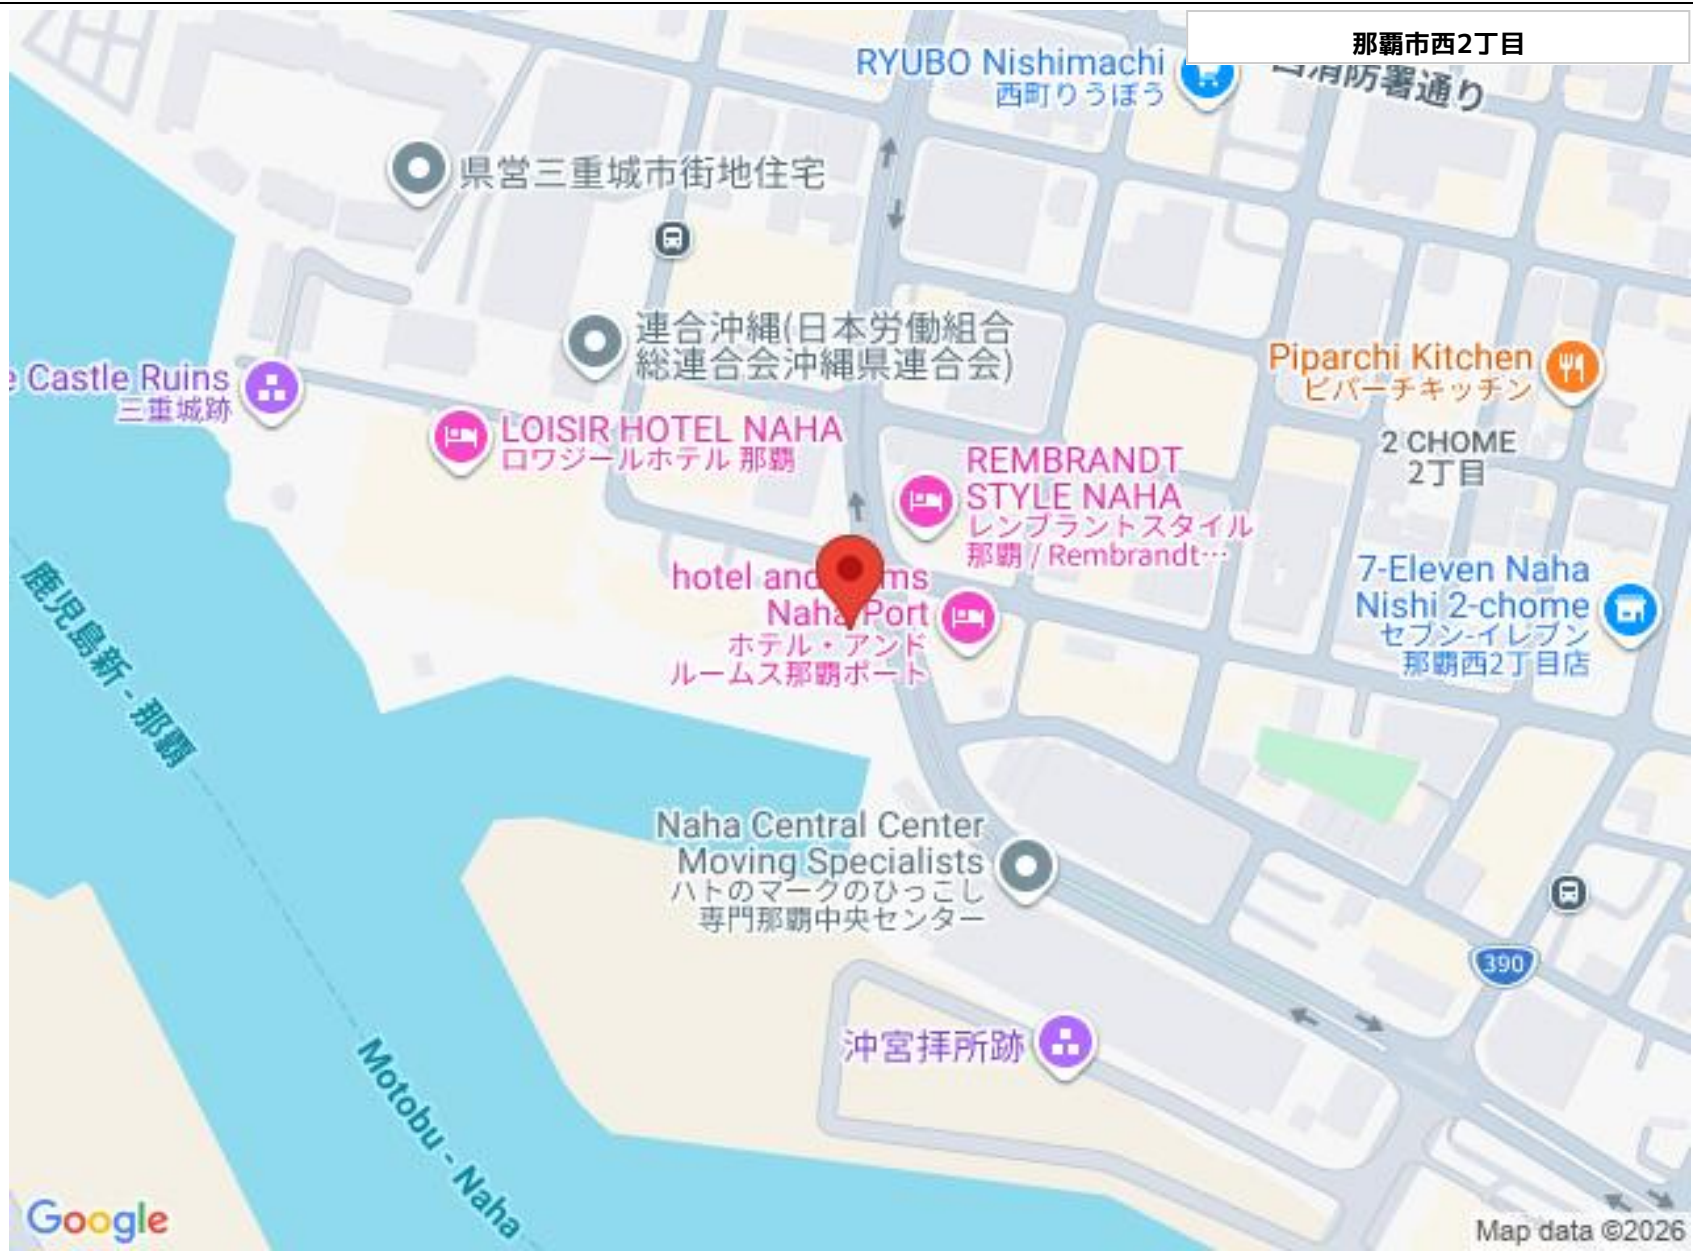 那覇市西2丁目
RYUBO Nishimachi
西町りうぼう
消防署通り
県営三重城市街地住宅
連合沖縄(日本労働組合
総連合会沖縄県連合会)
Castle Ruins
三重城跡
LOISIR HOTEL NAHA
ロワジールホテル 那覇
Piparchi Kitchen
ピパーチキッチン
2 CHOME
2丁目
REMBRANDT
STYLE NAHA
レンブラントスタイル
那覇 / Rembrandt…
hotel and ms
Naha Port
ホテル・アンド
ルームス那覇ポート
7-Eleven Naha
Nishi 2-chome
セブン-イレブン
那覇西2丁目店
鹿児島新 - 那覇
Naha Central Center
Moving Specialists
ハトのマークのひっこし
専門那覇中央センター
390
沖宮拝所跡
Motobu - Naha
Google
Map data ©2026